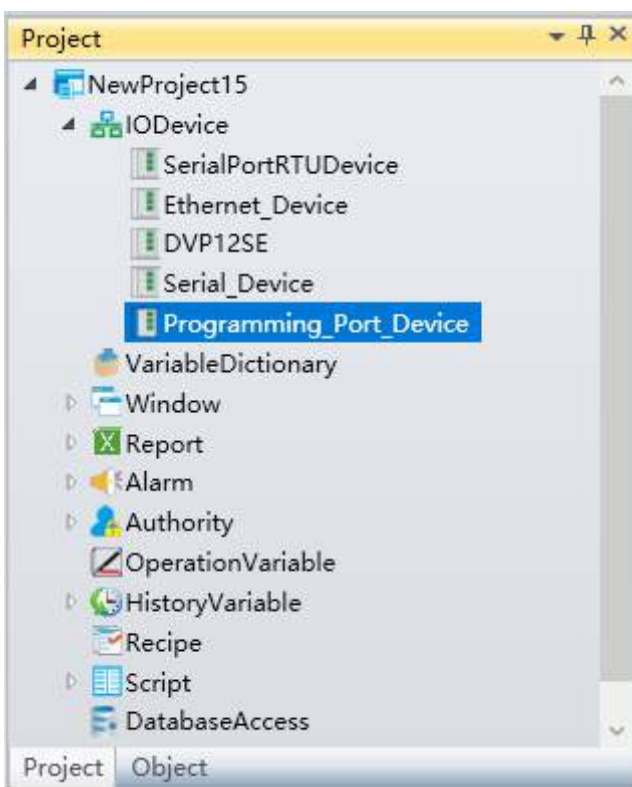 Project
NewProject15
IODevice
SerialPortRTUDevice
Ethernet_Device
DVP12SE
Serial_Device
Programming_Port_Device
VariableDictionary
Window
Report
Alarm
Authority
OperationVariable
HistoryVariable
Recipe
Script
DatabaseAccess
Project Object